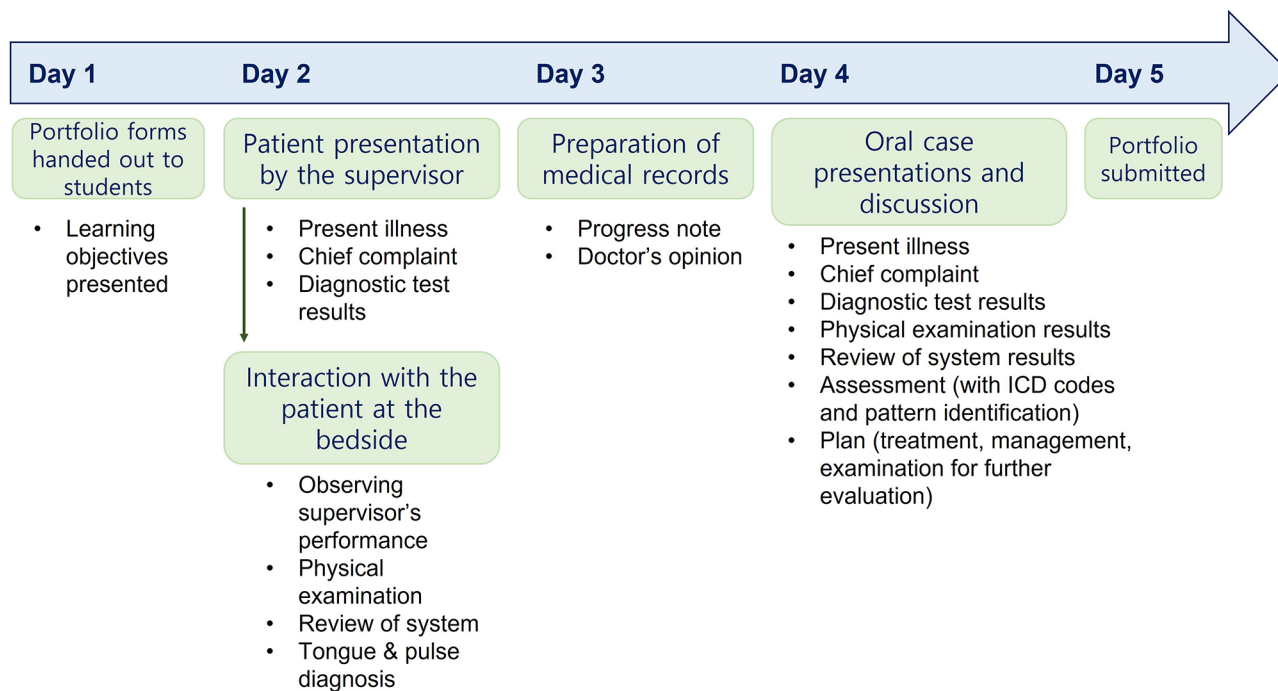 Day 1
Day 2
Day 3
Day 4
Day 5
Portfolio forms
handed out to
students
• Learning
objectives
presented
Patient presentation
by the supervisor
• Present illness
• Chief complaint
• Diagnostic test
results
Interaction with the
patient at the
bedside
• Observing
supervisor's
performance
• Physical
examination
• Review of system
• Tongue & pulse
diagnosis
Preparation of
medical records
• Progress note
• Doctor's opinion
Oral case
presentations and
discussion
• Present illness
• Chief complaint
• Diagnostic test results
• Physical examination results
• Review of system results
• Assessment (with ICD codes
and pattern identification)
• Plan (treatment, management,
examination for further
evaluation)
Portfolio
submitted